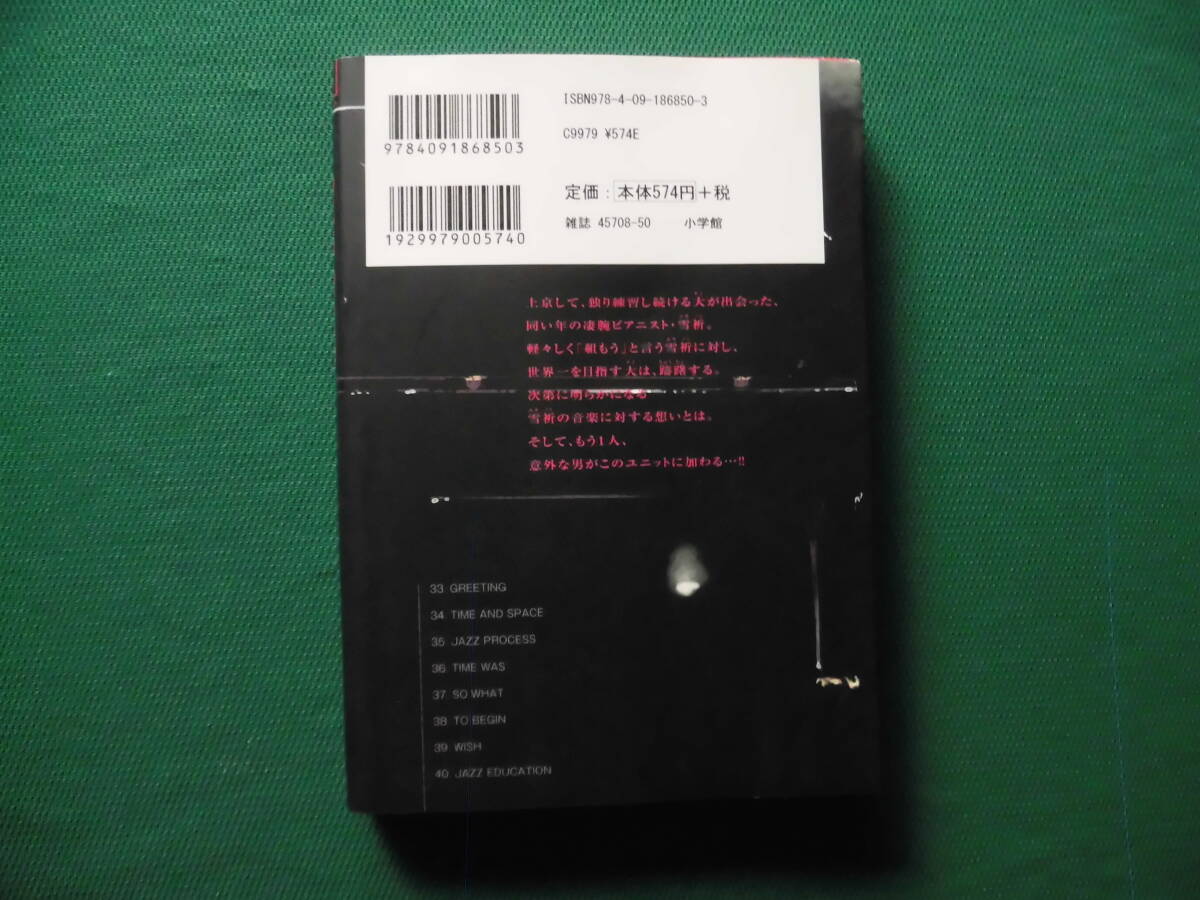 ISBN978-4-09-186850-3
C9979 ¥574E
9784091868503
定価：本体574円+税
雑誌 45708-50 小学館
1929979005740
上京して、独り練習し続ける大が出会った、
同い年の凄腕ピアニスト・雪祈。
軽々しく「組もう」と言う雪祈に対し、
世界一を目指す大は、躊躇する。
次第に明らかになる
雪祈の音楽に対する想いとは。
そして、もう1人、
意外な男がこのユニットに加わる…!!
33 GREETING
34 TIME AND SPACE
35 JAZZ PROCESS
36 TIME WAS
37 SO WHAT
38 TO BEGIN
39 WISH
40 JAZZ EDUCATION